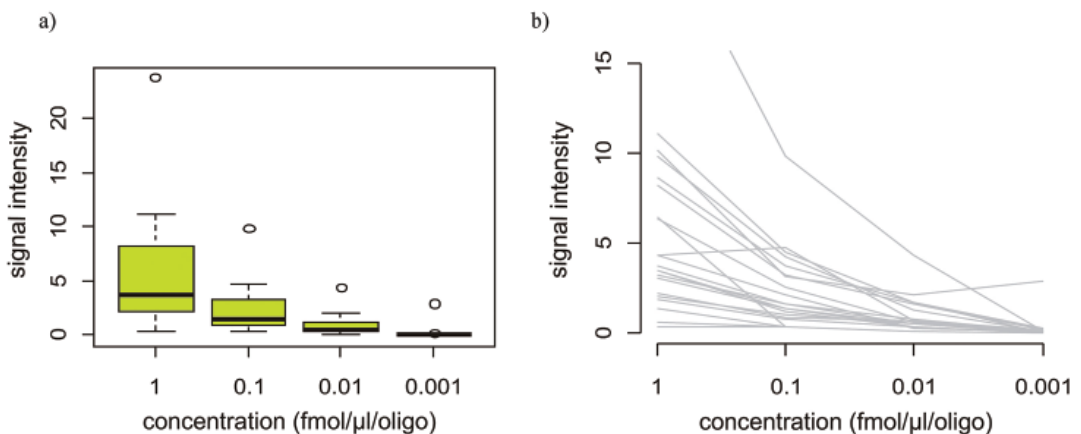 a)
signal intensity
20
15
10
5
0
1 0.1 0.01 0.001
concentration (fmol/µl/oligo)
b)
signal intensity
15
10
5
0
1 0.1 0.01 0.001
concentration (fmol/µl/oligo)